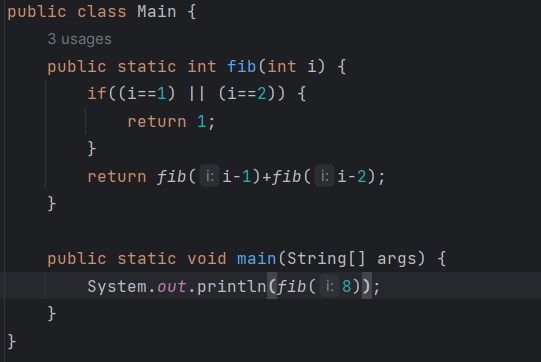 public class Main {
3 usages
public static int fib(int i) {
if((i==1) || (i==2)) {
return 1;
}
return fib( i: i-1)+fib( i: i-2);
}
public static void main(String[] args) {
System.out.println(fib( i: 8));
}
}